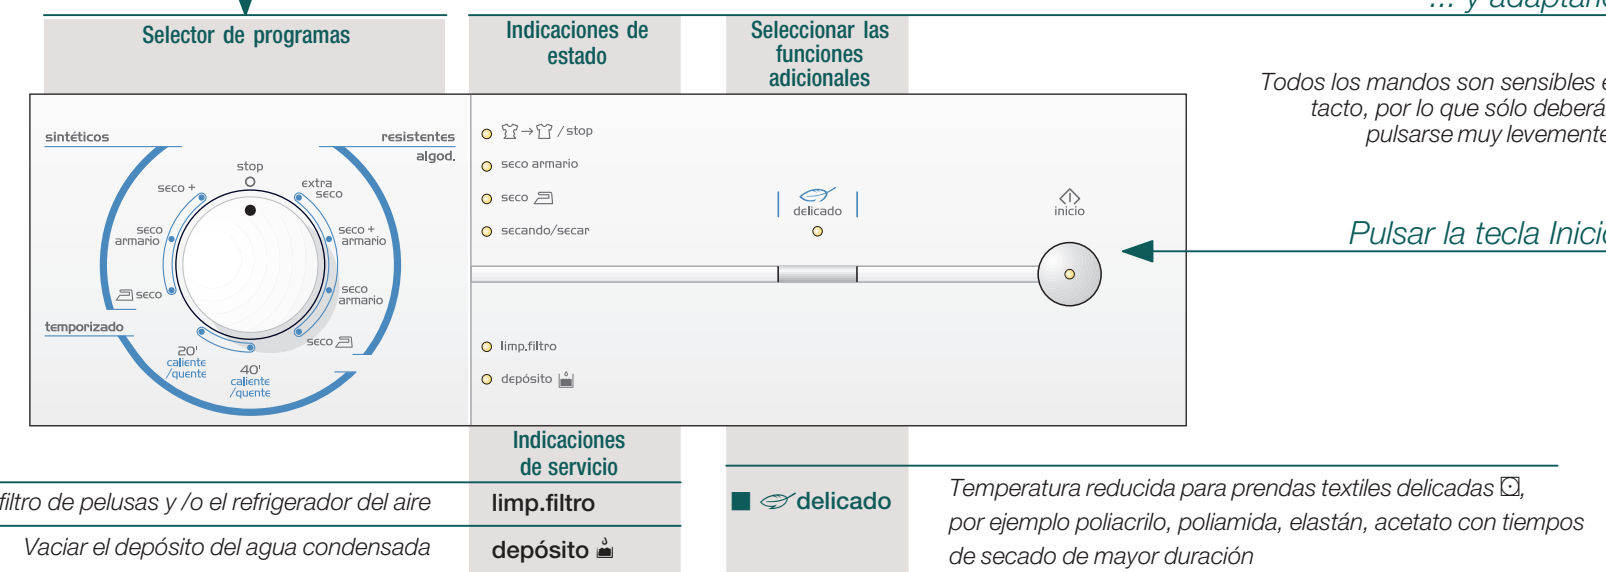 ... y adaptarlo
Selector de programas
Indicaciones de
estado
Seleccionar las
funciones
adicionales
Todos los mandos son sensibles
tacto, por lo que sólo
pulsarse muy levemente
sintéticos
resistentes
algod.
stop
seco +
extra
seco
seco
armario
seco +
armario
seco
seco
armario
temporizado
seco
20'
caliente
/quente
40'
caliente
/quente
/ stop
seco armario
seco
secando/secar
limp.filtro
depósito
delicado
inicio
Pulsar la tecla Inicio
Indicaciones
de servicio
filtro de pelusas y /o el refrigerador del aire
limp.filtro
Vaciar el depósito del agua condensada
depósito
delicado
Temperatura reducida para prendas textiles delicadas,
por ejemplo poliacrilo, poliamida, elastán, acetato con tiempos
de secado de mayor duración